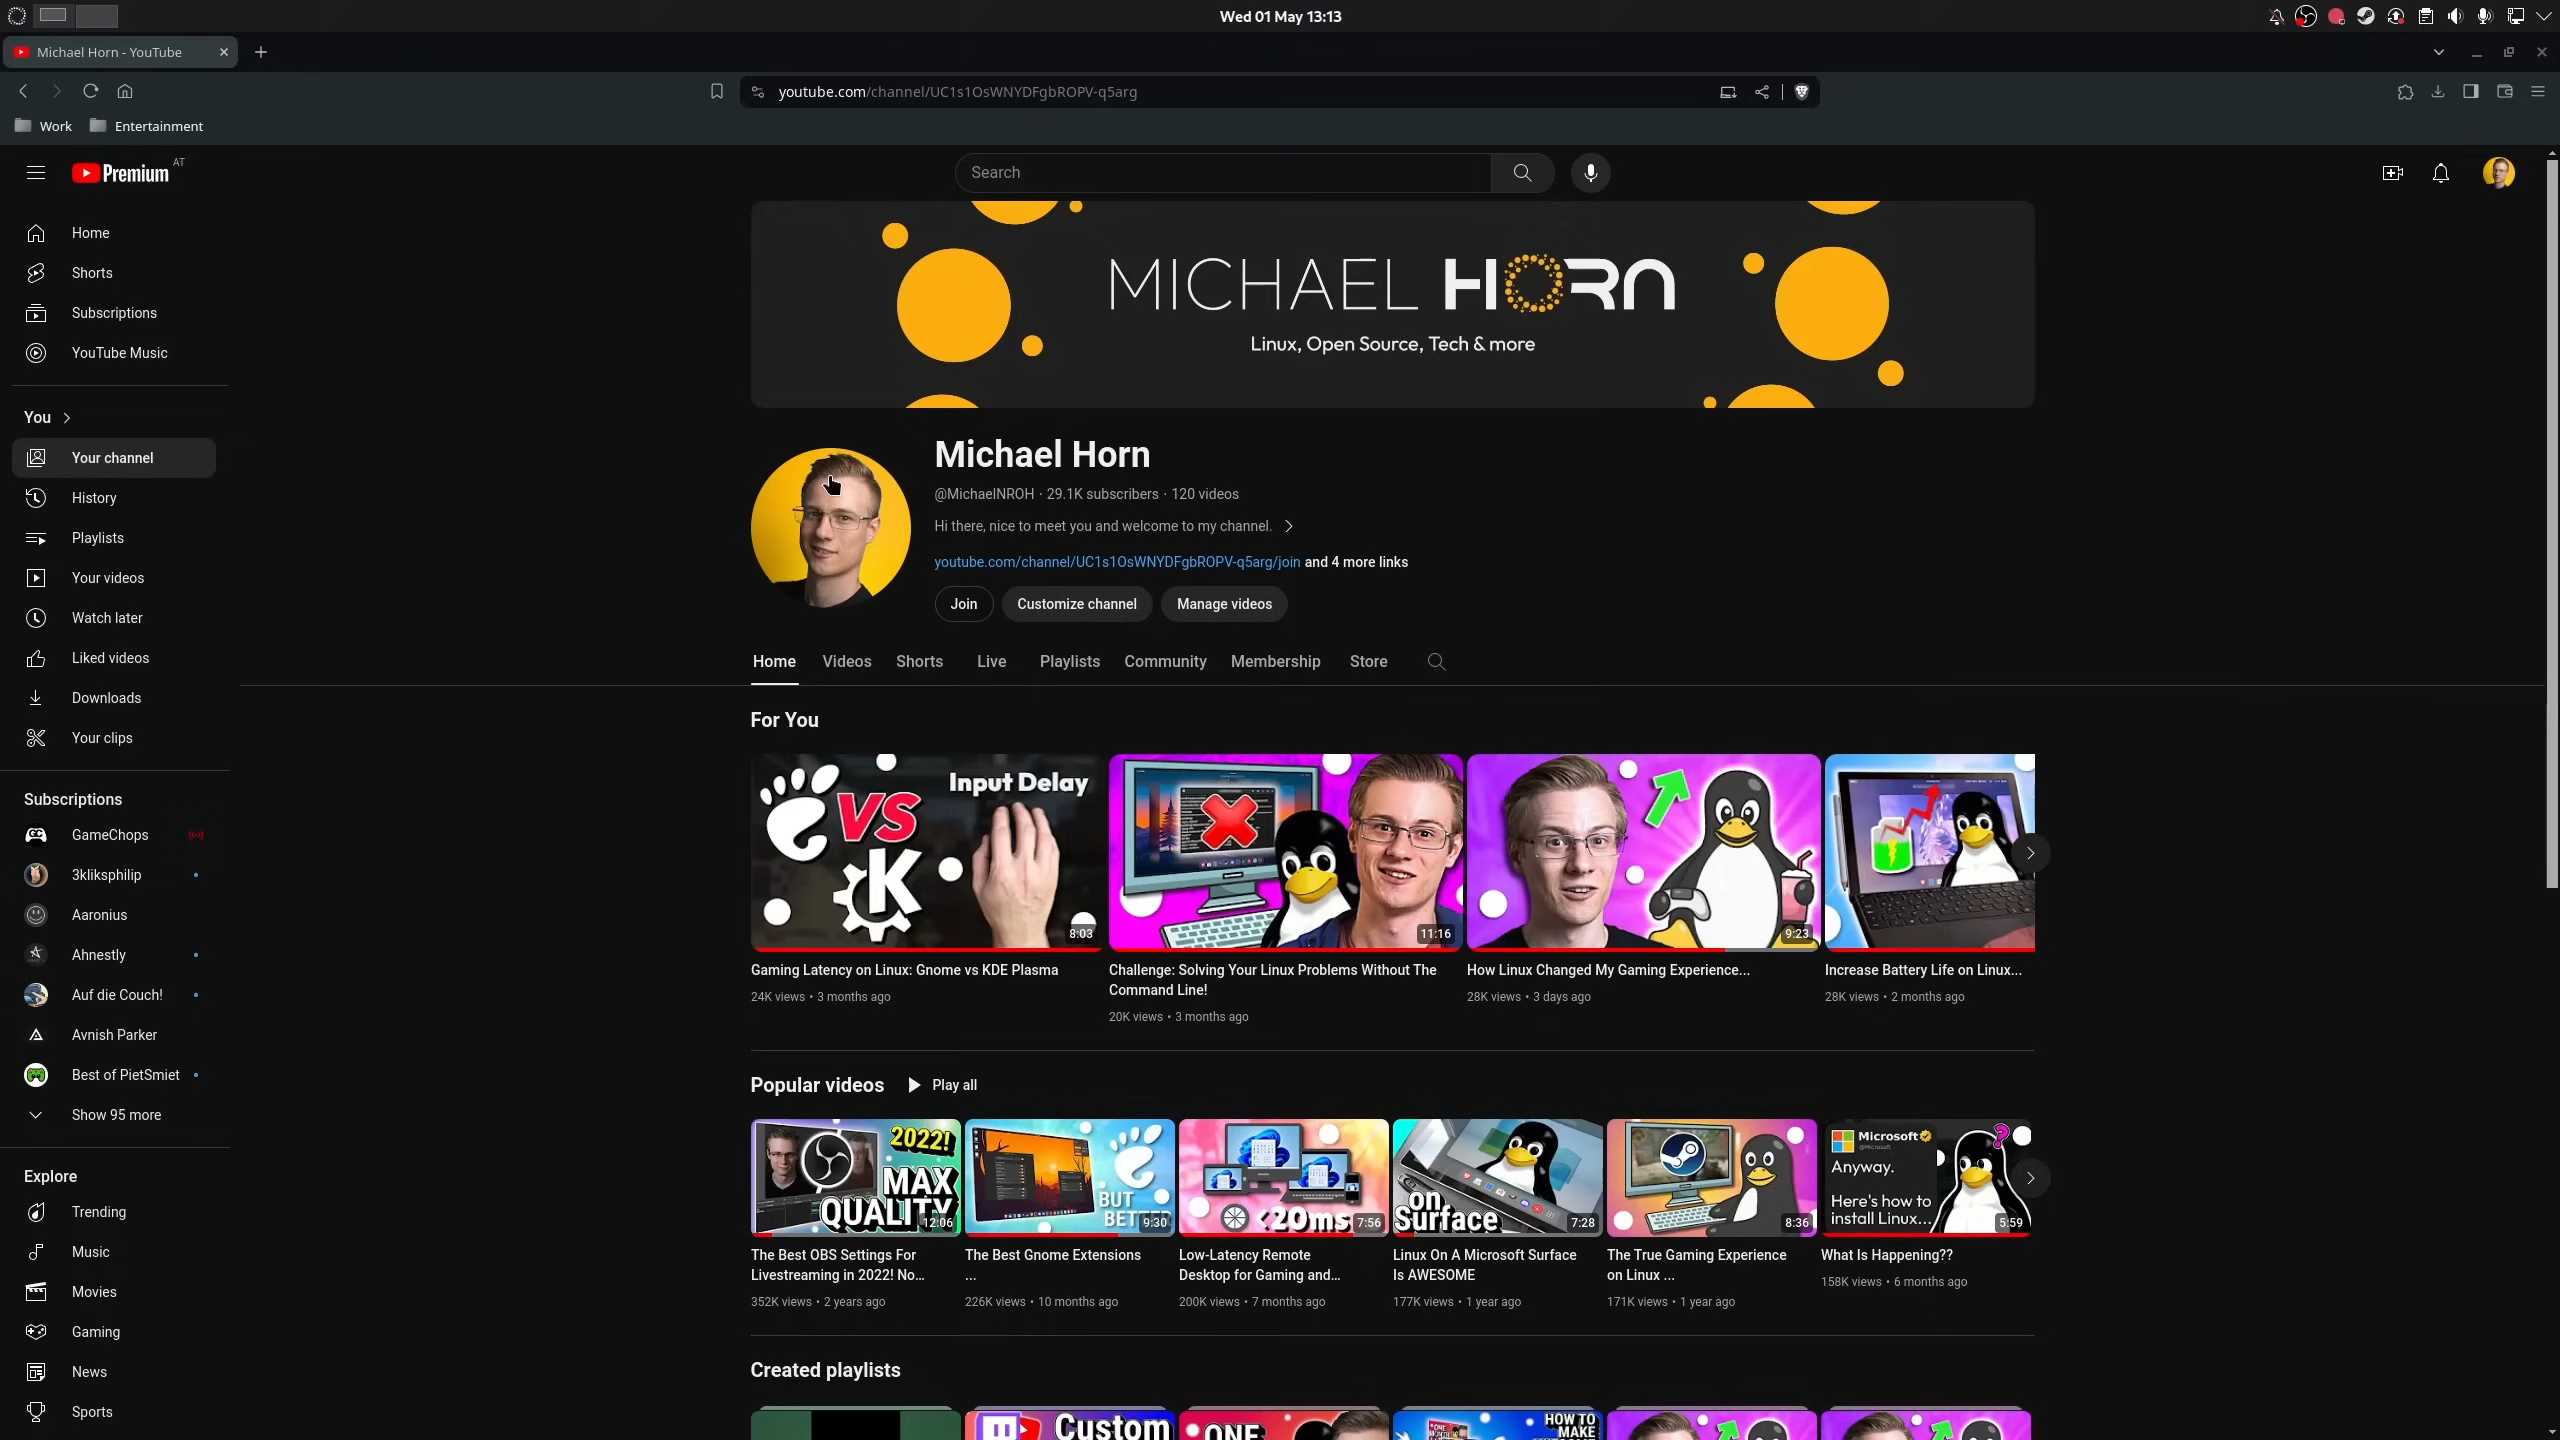 Wed 01 May 13:13
Michael Horn - YouTube
youtube.com/channel/UC1s1OsWNYDFgbROPV-q5arg
Work
Entertainment
Premium
AT
Search
Home
Shorts
Subscriptions
YouTube Music
You
Your channel
History
Playlists
Your videos
Watch later
Liked videos
Downloads
Your clips
Subscriptions
GameChops
3kliksphilip
Aaronius
Ahnestly
Auf die Couch!
Avnish Parker
Best of PietSmiet
Show 95 more
Explore
Trending
Music
Movies
Gaming
News
Sports
MICHAEL HORN
Linux, Open Source, Tech & more
Michael Horn
@MichaelNROH · 29.1K subscribers · 120 videos
Hi there, nice to meet you and welcome to my channel.
youtube.com/channel/UC1s1OsWNYDFgbROPV-q5arg/join and 4 more links
Join
Customize channel
Manage videos
Home
Videos
Shorts
Live
Playlists
Community
Membership
Store
For You
Input Delay
VS
K
8:03
Gaming Latency on Linux: Gnome vs KDE Plasma
24K views • 3 months ago
11:16
Challenge: Solving Your Linux Problems Without The
Command Line!
20K views • 3 months ago
9:23
How Linux Changed My Gaming Experience...
28K views • 3 days ago
Increase Battery Life on Linux...
28K views • 2 months ago
Popular videos
Play all
2022!
MAX
QUALITY
12:06
The Best OBS Settings For
Livestreaming in 2022! No...
352K views • 2 years ago
BUT
BETTER
9:30
The Best Gnome Extensions
...
226K views • 10 months ago
<20ms
7:56
Low-Latency Remote
Desktop for Gaming and...
200K views • 7 months ago
on
Surface
7:28
Linux On A Microsoft Surface
Is AWESOME
177K views • 1 year ago
8:36
The True Gaming Experience
on Linux ...
171K views • 1 year ago
Microsoft
@Microsoft
Anyway.
Here's how to
install Linux...
?
5:59
What Is Happening??
158K views • 6 months ago
Created playlists
Custom
ONE
HOW TO
MAKE